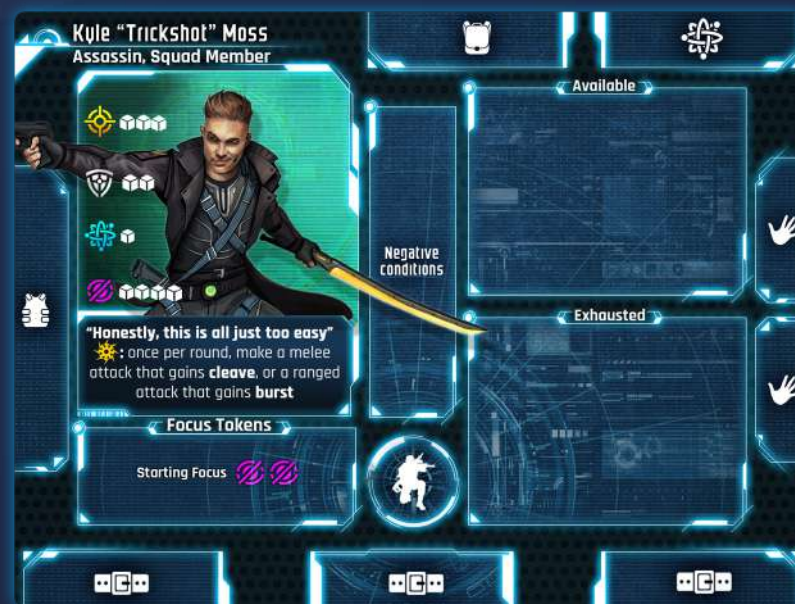 Kyle “Trickshot” Moss
Assassin, Squad Member
Available
Negative
conditions
“Honestly, this is all just too easy”
: once per round, make a melee
attack that gains cleave, or a ranged
attack that gains burst
Exhausted
Focus Tokens
Starting Focus